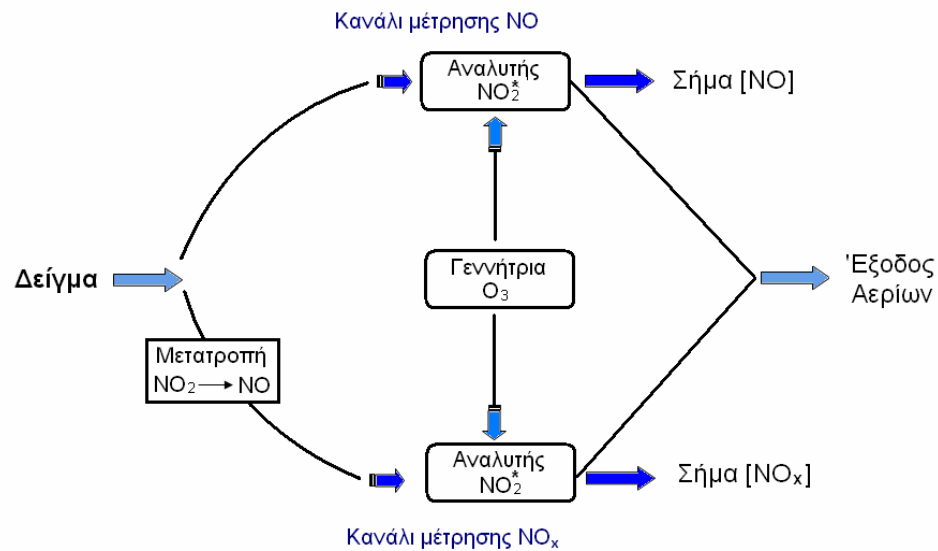 Κανάλι μέτρησης NO
Αναλυτής
NO₂*
Σήμα [NO]
Δείγμα
Γεννήτρια
O₃
Έξοδος
Αερίων
Μετατροπή
NO₂ → NO
Αναλυτής
NO₂*
Σήμα [NOₓ]
Κανάλι μέτρησης NOₓ